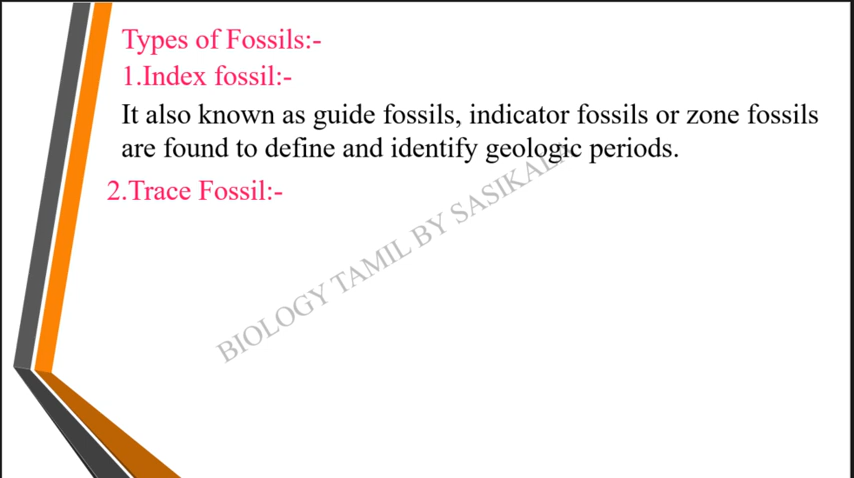 Types of Fossils:-
1.Index fossil:-
It also known as guide fossils, indicator fossils or zone fossils
are found to define and identify geologic periods.
2.Trace Fossil:-
BIOLOGY TAMIL BY SASIKALA